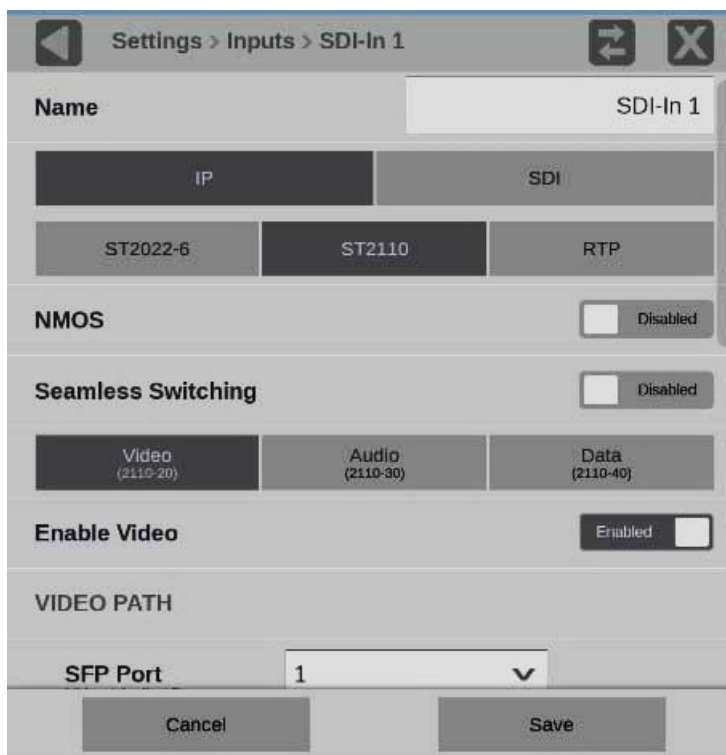 Settings > Inputs > SDI-In 1
Name
SDI-In 1
IP
SDI
ST2022-6
ST2110
RTP
NMOS
Disabled
Seamless Switching
Disabled
Video
(2110-20)
Audio
(2110-30)
Data
(2110-40)
Enable Video
Enabled
VIDEO PATH
SFP Port
1
Cancel
Save